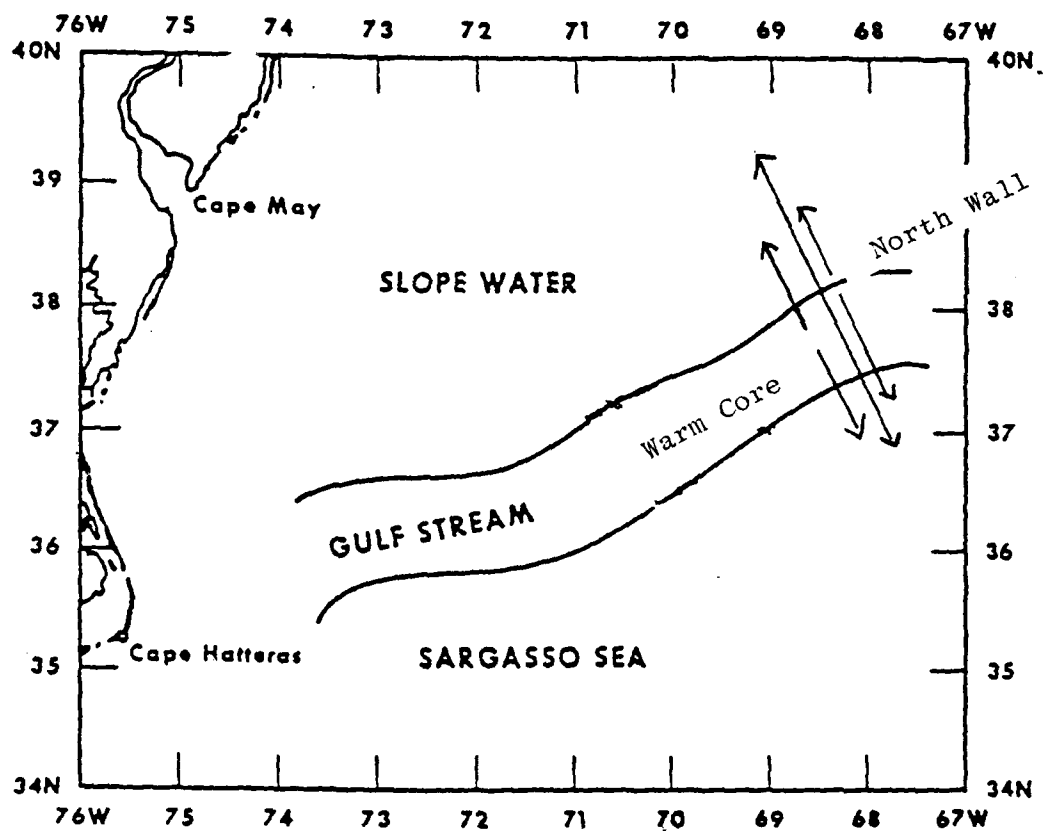 76W 75 74 73 72 71 70 69 68 67W
40N 40N
39 39
Cape May
North Wall
SLOPE WATER
38 38
37 37
Warm Core
GULF STREAM
36 36
Cape Hatteras
SARGASSO SEA
35 35
34N 34N
76W 75 74 73 72 71 70 69 68 67W